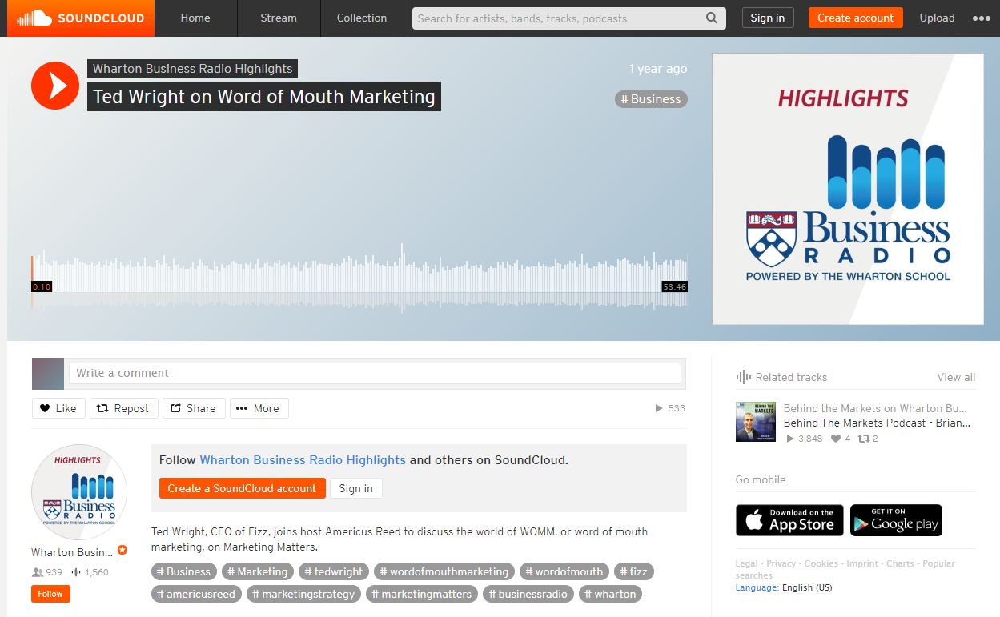 SOUNDCLOUD
Home
Stream
Collection
Search for artists, bands, tracks, podcasts
Sign in
Create account
Upload
Wharton Business Radio Highlights
1 year ago
Ted Wright on Word of Mouth Marketing
# Business
0:10
53:46
HIGHLIGHTS
Business
RADIO
POWERED BY THE WHARTON SCHOOL
Write a comment
Like
Repost
Share
More
533
HIGHLIGHTS
Business
RADIO
POWERED BY THE WHARTON SCHOOL
Wharton Busin...
939
1,560
Follow
Follow Wharton Business Radio Highlights and others on SoundCloud.
Create a SoundCloud account
Sign in
Ted Wright, CEO of Fizz, joins host Americus Reed to discuss the world of WOMM, or word of mouth
marketing, on Marketing Matters.
# Business # Marketing # tedwright # wordofmouthmarketing # wordofmouth # fizz
# americusreed # marketingstrategy # marketingmatters # businessradio # wharton
Related tracks
View all
BEHIND THE
MARKETS
Behind the Markets on Wharton Bu...
Behind The Markets Podcast - Brian...
3,848
4
2
Go mobile
Download on the
App Store
GET IT ON
Google play
Legal - Privacy - Cookies - Imprint - Charts - Popular
searches
Language: English (US)